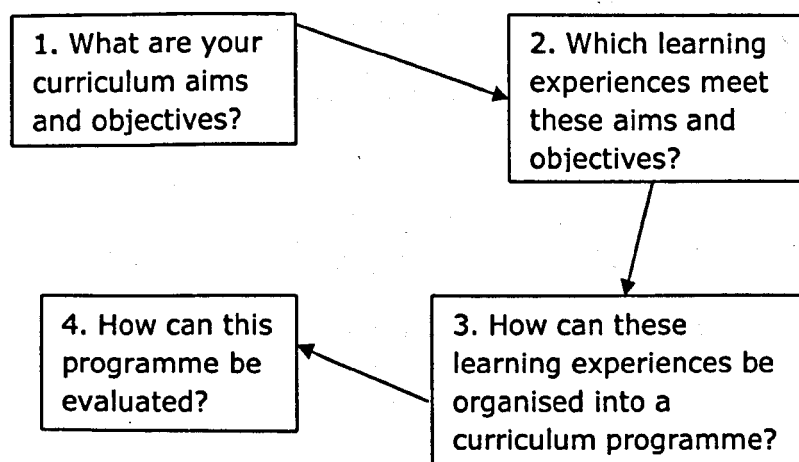 1. What are your
curriculum aims
and objectives?
2. Which learning
experiences meet
these aims and
objectives?
3. How can these
learning experiences be
organised into a
curriculum programme?
4. How can this
programme be
evaluated?